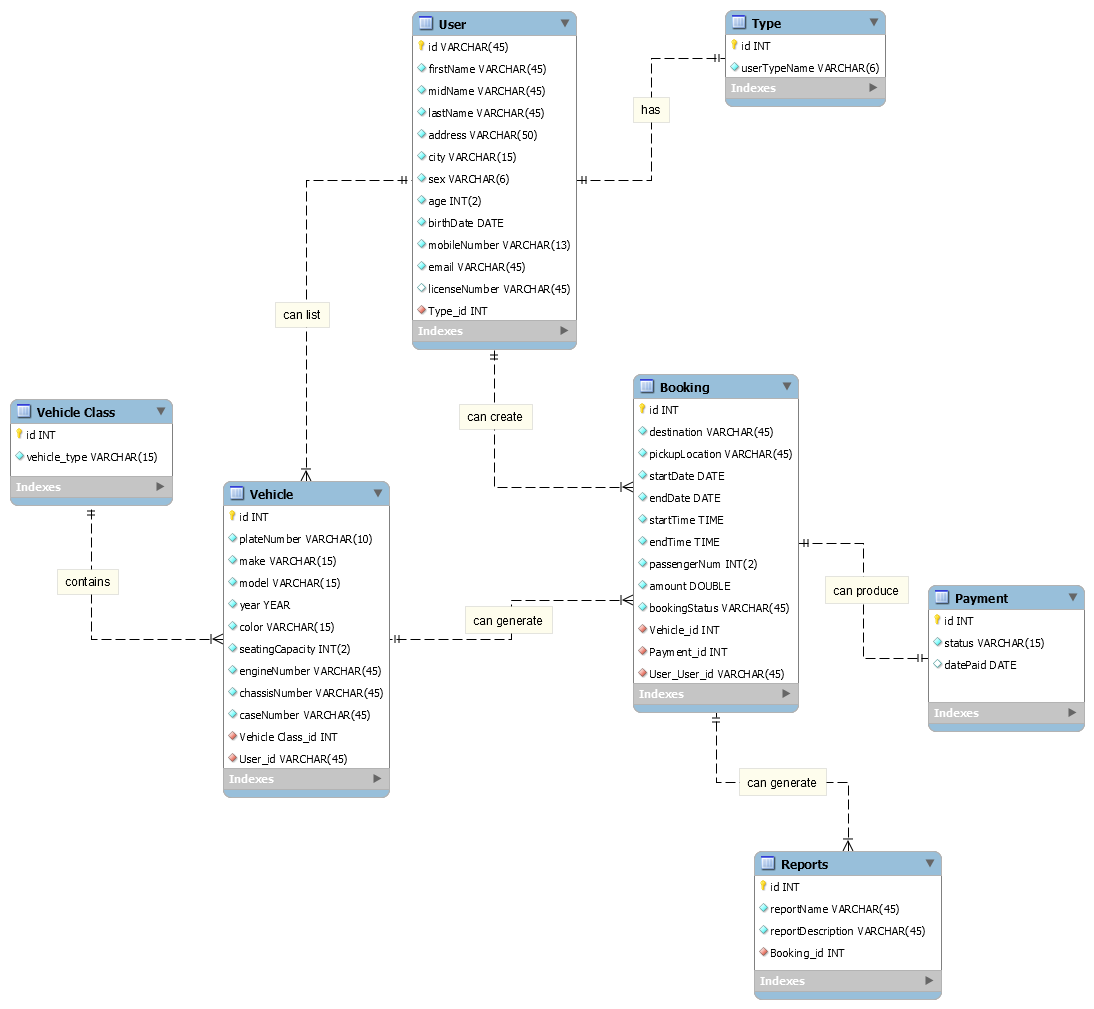 User
id VARCHAR(45)
firstName VARCHAR(45)
midName VARCHAR(45)
lastName VARCHAR(45)
address VARCHAR(50)
city VARCHAR(15)
sex VARCHAR(6)
age INT(2)
birthDate DATE
mobileNumber VARCHAR(13)
email VARCHAR(45)
licenseNumber VARCHAR(45)
Type_id INT
Indexes
Type
id INT
userTypeName VARCHAR(6)
Indexes
has
can list
can create
Vehicle Class
id INT
vehicle_type VARCHAR(15)
Indexes
contains
Vehicle
id INT
plateNumber VARCHAR(10)
make VARCHAR(15)
model VARCHAR(15)
year YEAR
color VARCHAR(15)
seatingCapacity INT(2)
engineNumber VARCHAR(45)
chassisNumber VARCHAR(45)
caseNumber VARCHAR(45)
Vehicle Class_id INT
User_id VARCHAR(45)
Indexes
can generate
Booking
id INT
destination VARCHAR(45)
pickupLocation VARCHAR(45)
startDate DATE
endDate DATE
startTime TIME
endTime TIME
passengerNum INT(2)
amount DOUBLE
bookingStatus VARCHAR(45)
Vehicle_id INT
Payment_id INT
User_User_id VARCHAR(45)
Indexes
can produce
Payment
id INT
status VARCHAR(15)
datePaid DATE
Indexes
can generate
Reports
id INT
reportName VARCHAR(45)
reportDescription VARCHAR(45)
Booking_id INT
Indexes